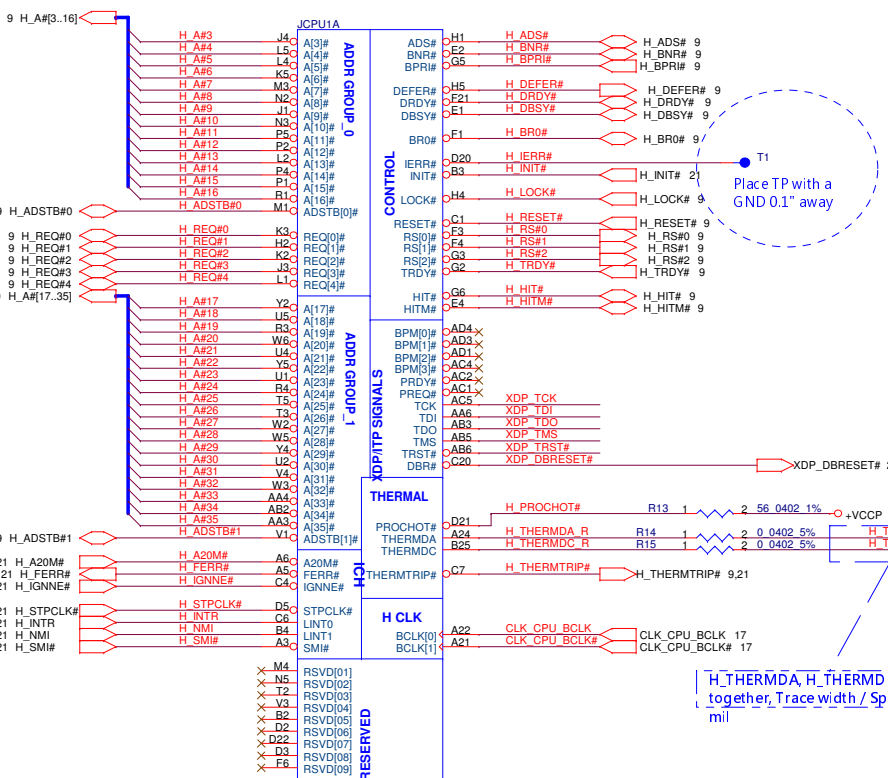 JCPU1A
9 H_A#[3..16]
H_A#3 J4 A[3]#
H_A#4 L5 A[4]#
H_A#5 L4 A[5]#
H_A#6 K5 A[6]#
H_A#7 M3 A[7]#
H_A#8 N2 A[8]#
H_A#9 J1 A[9]#
H_A#10 N3 A[10]#
H_A#11 P5 A[11]#
H_A#12 P2 A[12]#
H_A#13 L2 A[13]#
H_A#14 P4 A[14]#
H_A#15 P1 A[15]#
H_A#16 R1 A[16]#
9 H_ADSTB#0 H_ADSTB#0 M1 ADSTB[0]#
9 H_REQ#0 H_REQ#0 K3 REQ[0]#
9 H_REQ#1 H_REQ#1 H2 REQ[1]#
9 H_REQ#2 H_REQ#2 K2 REQ[2]#
9 H_REQ#3 H_REQ#3 J3 REQ[3]#
9 H_REQ#4 H_REQ#4 L1 REQ[4]#
ADDR GROUP_0
9 H_A#[17..35]
H_A#17 Y2 A[17]#
H_A#18 U5 A[18]#
H_A#19 R3 A[19]#
H_A#20 W6 A[20]#
H_A#21 U4 A[21]#
H_A#22 Y5 A[22]#
H_A#23 U1 A[23]#
H_A#24 R4 A[24]#
H_A#25 T5 A[25]#
H_A#26 T3 A[26]#
H_A#27 W2 A[27]#
H_A#28 W5 A[28]#
H_A#29 Y4 A[29]#
H_A#30 U2 A[30]#
H_A#31 V4 A[31]#
H_A#32 W3 A[32]#
H_A#33 AA4 A[33]#
H_A#34 AB2 A[34]#
H_A#35 AA3 A[35]#
9 H_ADSTB#1 H_ADSTB#1 V1 ADSTB[1]#
ADDR GROUP_1
21 H_A20M# H_A20M# A6 A20M#
21 H_FERR# H_FERR# A5 FERR#
21 H_IGNNE# H_IGNNE# C4 IGNNE#
21 H_STPCLK# H_STPCLK# D5 STPCLK#
21 H_INTR H_INTR C6 LINT0
21 H_NMI H_NMI B4 LINT1
21 H_SMI# H_SMI# A3 SMI#
ICH
M4 RSVD[01]
N5 RSVD[02]
T2 RSVD[03]
V3 RSVD[04]
B2 RSVD[05]
D2 RSVD[06]
D22 RSVD[07]
D3 RSVD[08]
F6 RSVD[09]
RESERVED
CONTROL
ADS# H1 H_ADS# H_ADS# 9
BNR# E2 H_BNR# H_BNR# 9
BPRI# G5 H_BPRI# H_BPRI# 9
DEFER# H5 H_DEFER# H_DEFER# 9
DRDY# F21 H_DRDY# H_DRDY# 9
DBSY# E1 H_DBSY# H_DBSY# 9
BR0# F1 H_BR0# H_BR0# 9
IERR# D20 H_IERR# T1
INIT# B3 H_INIT# H_INIT# 21
LOCK# H4 H_LOCK# H_LOCK# 9
RESET# C1 H_RESET# H_RESET# 9
RS[0]# F3 H_RS#0 H_RS#0 9
RS[1]# F4 H_RS#1 H_RS#1 9
RS[2]# G3 H_RS#2 H_RS#2 9
TRDY# G2 H_TRDY# H_TRDY# 9
HIT# G6 H_HIT# H_HIT# 9
HITM# E4 H_HITM# H_HITM# 9
Place TP with a
GND 0.1" away
XDP/ITP SIGNALS
BPM[0]# AD4
BPM[1]# AD3
BPM[2]# AD1
BPM[3]# AC4
PRDY# AC2
PREQ# AC1
TCK AC5 XDP_TCK
TDI AA6 XDP_TDI
TDO AB3 XDP_TDO
TMS AB5 XDP_TMS
TRST# AB6 XDP_TRST#
DBR# C20 XDP_DBRESET# XDP_DBRESET#
THERMAL
PROCHOT# D21 H_PROCHOT# R13 1 2 56_0402_1% +VCCP
THERMDA A24 H_THERMDA_R R14 1 2 0_0402_5%
THERMDC B25 H_THERMDC_R R15 1 2 0_0402_5%
THERMTRIP# C7 H_THERMTRIP# H_THERMTRIP# 9,21
H CLK
BCLK[0] A22 CLK_CPU_BCLK CLK_CPU_BCLK 17
BCLK[1] A21 CLK_CPU_BCLK# CLK_CPU_BCLK# 17
H_THERMDA, H_THERMD
together, Trace width / Sp
mil